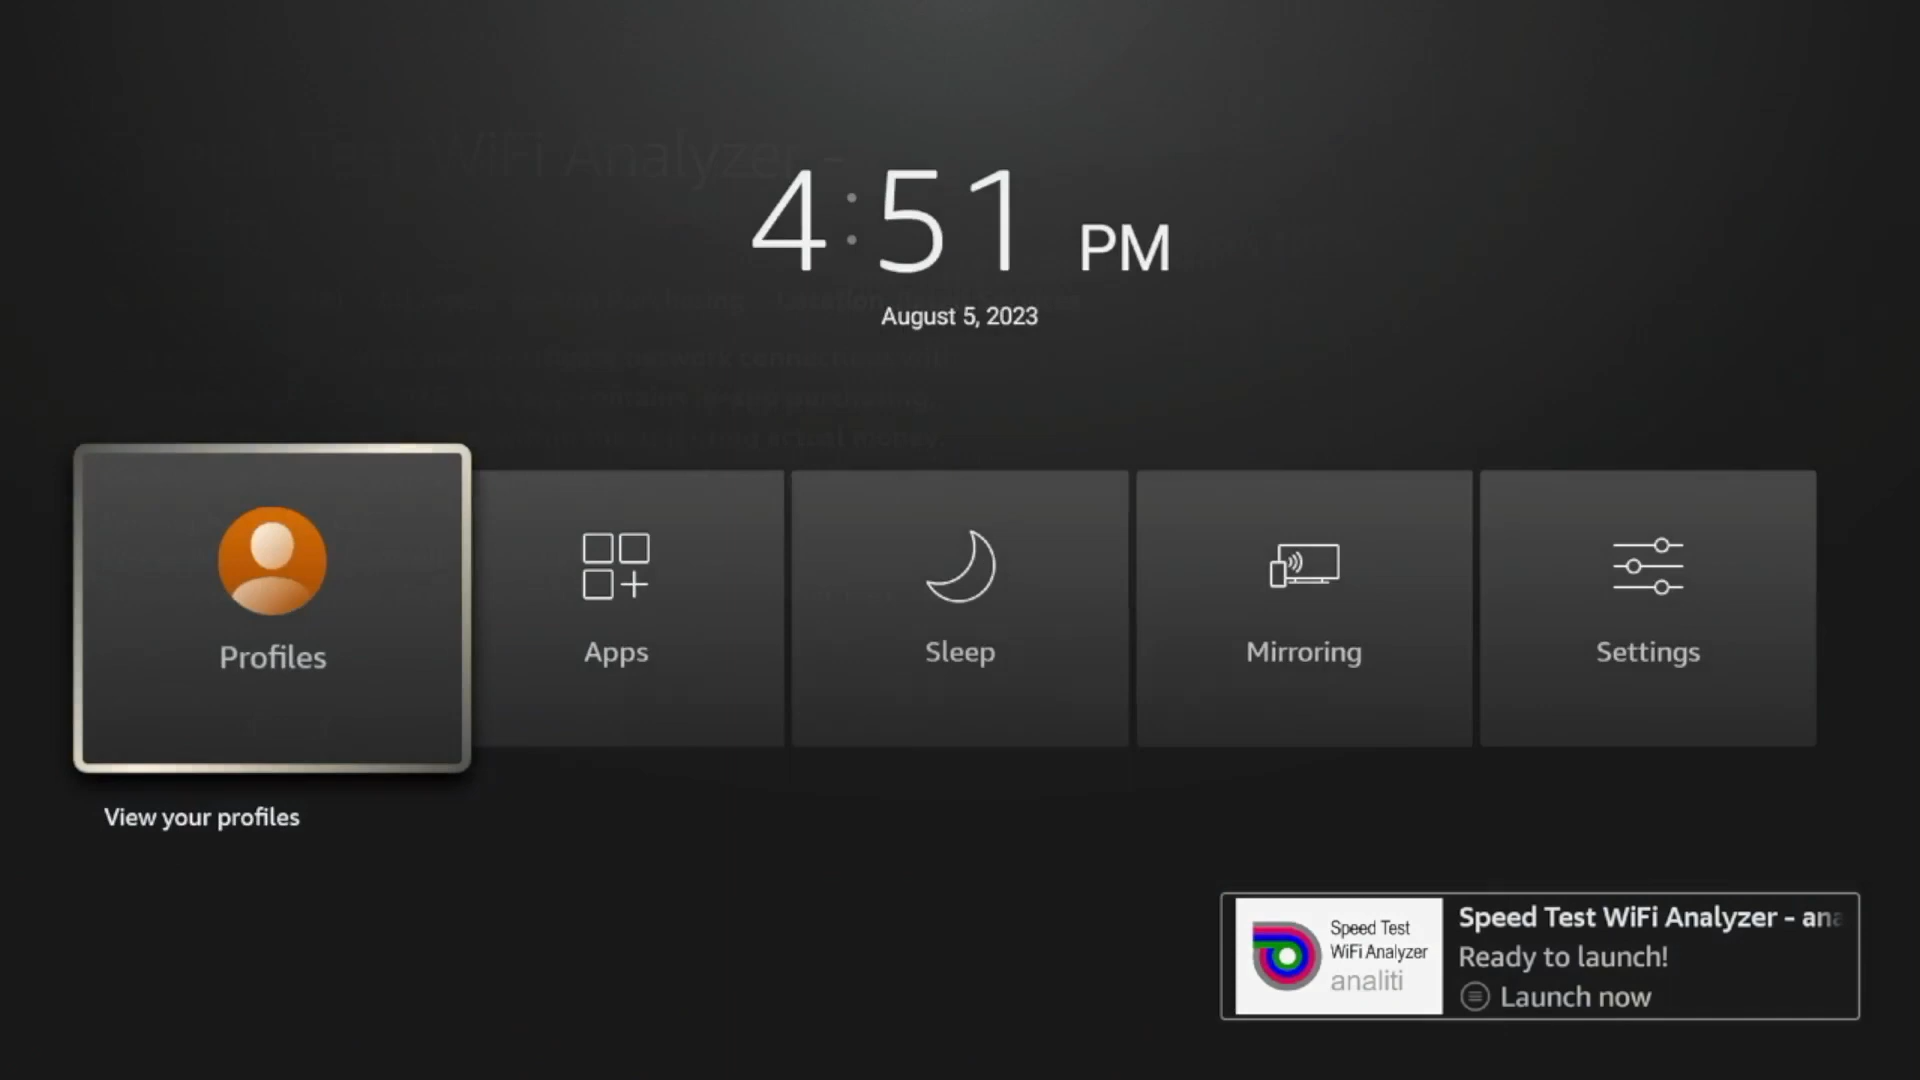 4:51 PM
August 5, 2023
Profiles
Apps
Sleep
Mirroring
Settings
View your profiles
Speed Test
WiFi Analyzer
analiti
Speed Test WiFi Analyzer - ana
Ready to launch!
Launch now